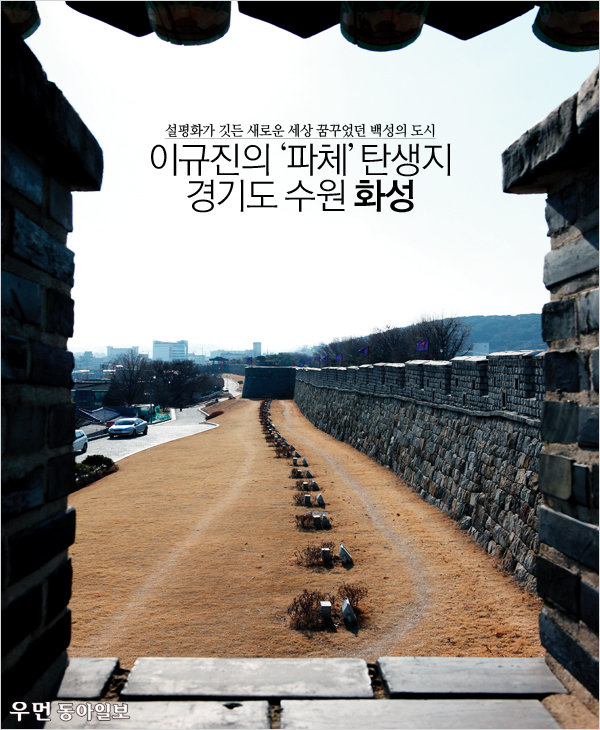 설평화가 깃든 새로운 세상 꿈꾸었던 백성의 도시
이규진의 ‘파체’ 탄생지
경기도 수원 화성
우먼 동아일보